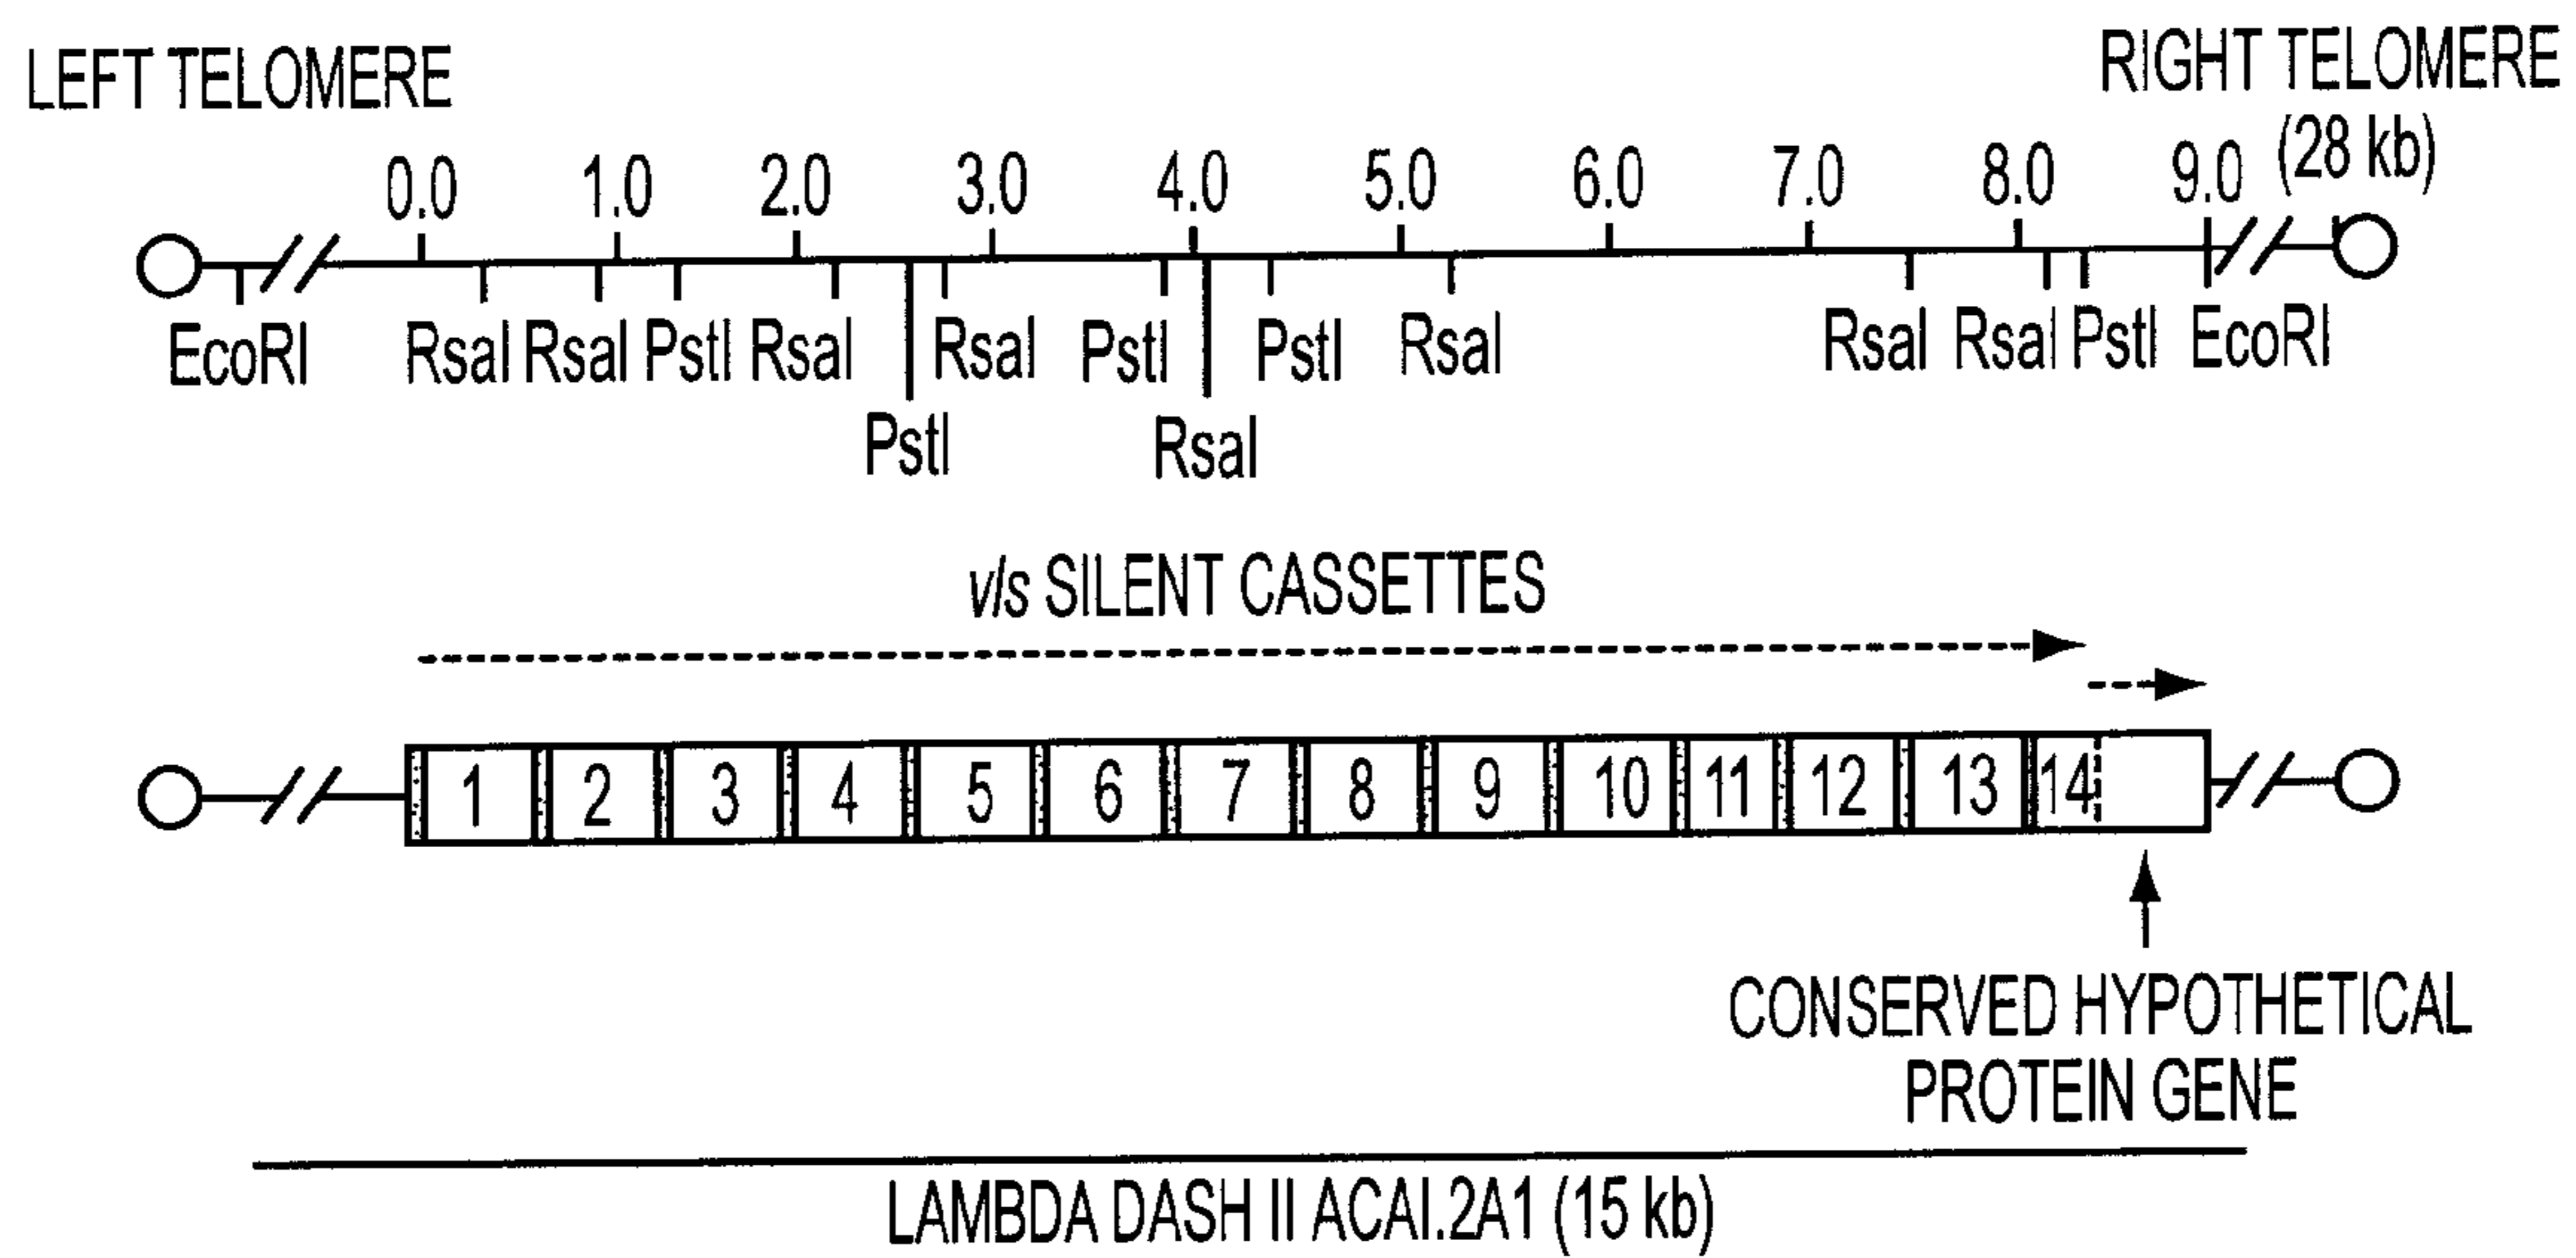 LEFT TELOMERE
RIGHT TELOMERE
(28 kb)
0.0 1.0 2.0 3.0 4.0 5.0 6.0 7.0 8.0 9.0
EcoRI RsaI RsaI PstI RsaI RsaI PstI PstI RsaI RsaI RsaI PstI EcoRI
PstI RsaI
vls SILENT CASSETTES
1 2 3 4 5 6 7 8 9 10 11 12 13 14
CONSERVED HYPOTHETICAL
PROTEIN GENE
LAMBDA DASH II ACAI.2A1 (15 kb)